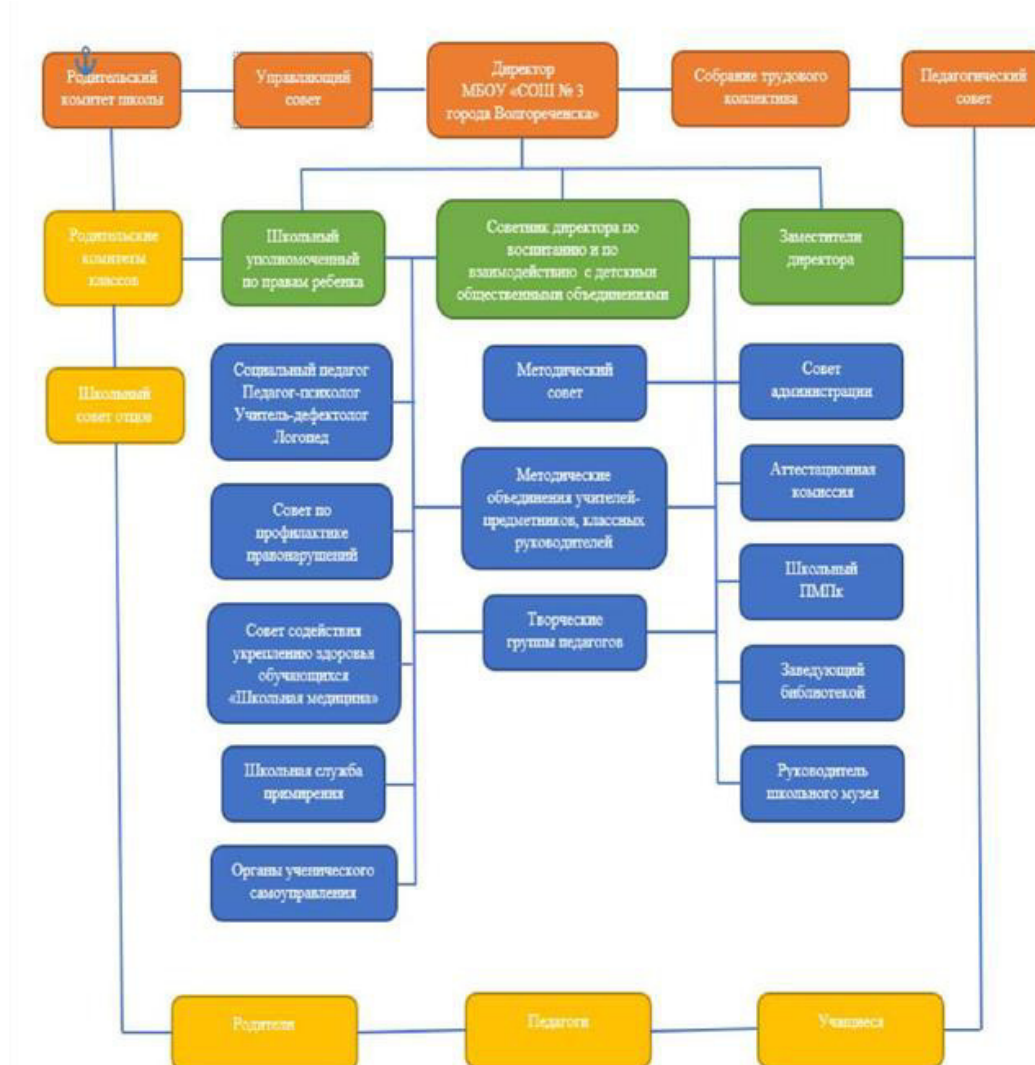 Родительский
комитет школы
Управляющий
совет
Директор
МБОУ «СОШ № 3
города Волгореченска»
Собрание трудового
коллектива
Педагогический
совет
Родительские
комитеты
классов
Школьный
уполномоченный
по правам ребенка
Советник директора по
воспитанию и по
взаимодействию с детскими
общественными объединениями
Заместители
директора
Школьный
совет отцов
Социальный педагог
Педагог-психолог
Учитель-дефектолог
Логопед
Методический
совет
Совет
администрации
Совет по
профилактике
правонарушений
Методические
объединения учителей-
предметников, классных
руководителей
Аттестационная
комиссия
Школьный
ПМПк
Совет содействия
укреплению здоровья
обучающихся
«Школьная медицина»
Творческие
группы педагогов
Заведующий
библиотекой
Школьная служба
примирения
Руководитель
школьного музея
Органы ученического
самоуправления
Родители
Педагоги
Учащиеся